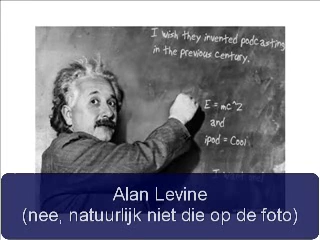 I wish they invented podcasting
in the previous century.
E = mc^2
and
ipod = Cool
Alan Levine
(nee, natuurlijk niet die op de foto)